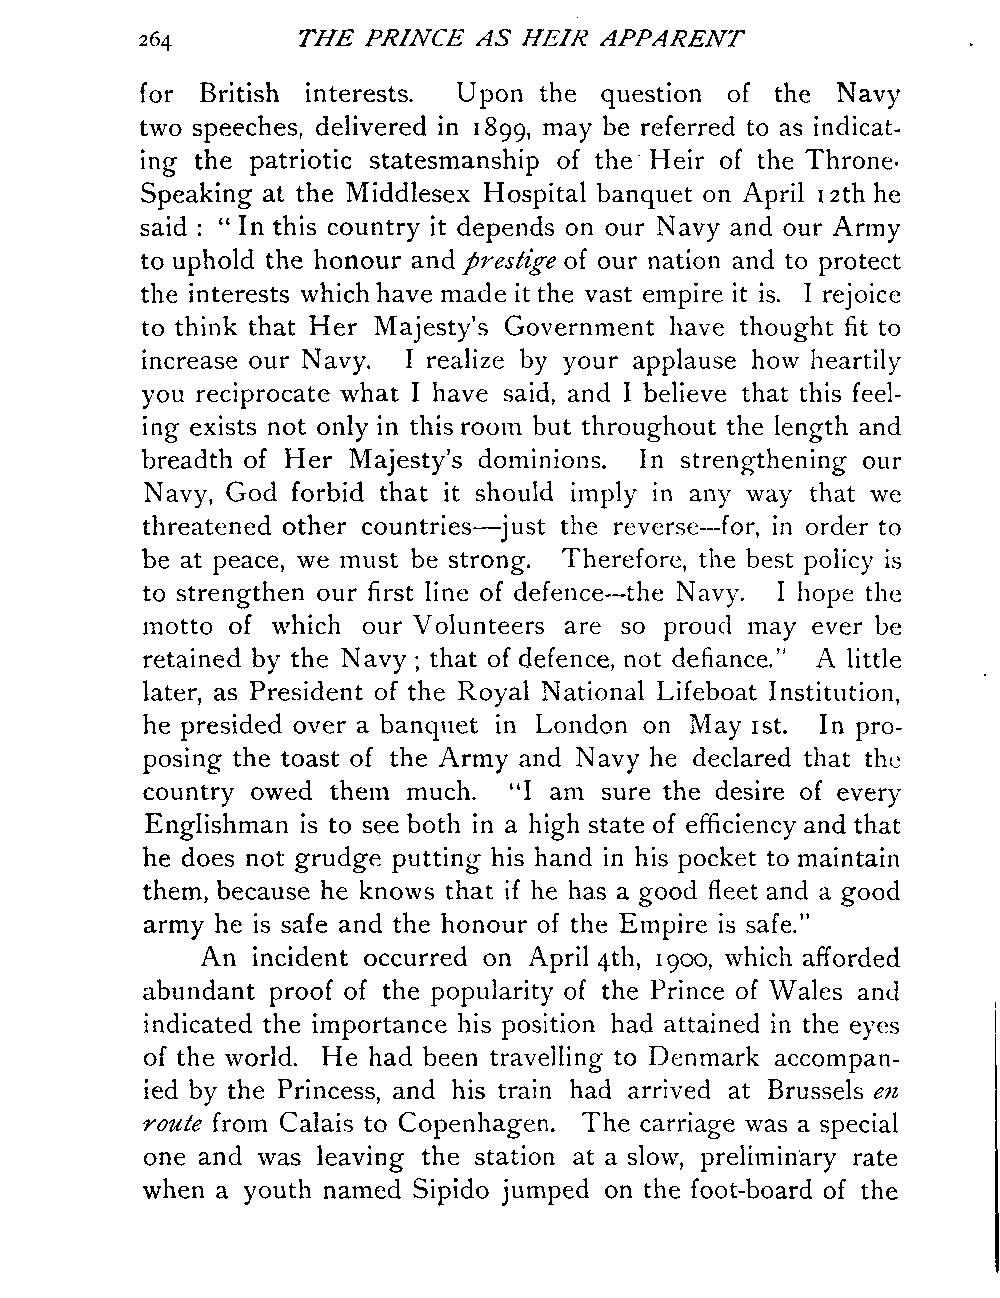 264 THE PRINCE AS HEIR APPARENT
for British interests. Upon the question of the Navy
two speeches, delivered in 1899, may be referred to as indicat-
ing the patriotic statesmanship of the Heir of the Throne.
Speaking at the Middlesex Hospital banquet on April 12th he
said : "In this country it depends on our Navy and our Army
to uphold the honour and prestige of our nation and to protect
the interests which have made it the vast empire it is. I rejoice
to think that Her Majesty's Government have thought fit to
increase our Navy. I realize by your applause how heartily
you reciprocate what I have said, and I believe that this feel-
ing exists not only in this room but throughout the length and
breadth of Her Majesty's dominions. In strengthening our
Navy, God forbid that it should imply in any way that we
threatened other countries—just the reverse—for, in order to
be at peace, we must be strong. Therefore, the best policy is
to strengthen our first line of defence—the Navy. I hope the
motto of which our Volunteers are so proud may ever be
retained by the Navy ; that of defence, not defiance." A little
later, as President of the Royal National Lifeboat Institution,
he presided over a banquet in London on May 1st. In pro-
posing the toast of the Army and Navy he declared that the
country owed them much. "I am sure the desire of every
Englishman is to see both in a high state of efficiency and that
he does not grudge putting his hand in his pocket to maintain
them, because he knows that if he has a good fleet and a good
army he is safe and the honour of the Empire is safe."
An incident occurred on April 4th, 1900, which afforded
abundant proof of the popularity of the Prince of Wales and
indicated the importance his position had attained in the eyes
of the world. He had been travelling to Denmark accompan-
ied by the Princess, and his train had arrived at Brussels en
route from Calais to Copenhagen. The carriage was a special
one and was leaving the station at a slow, preliminary rate
when a youth named Sipido jumped on the foot-board of the